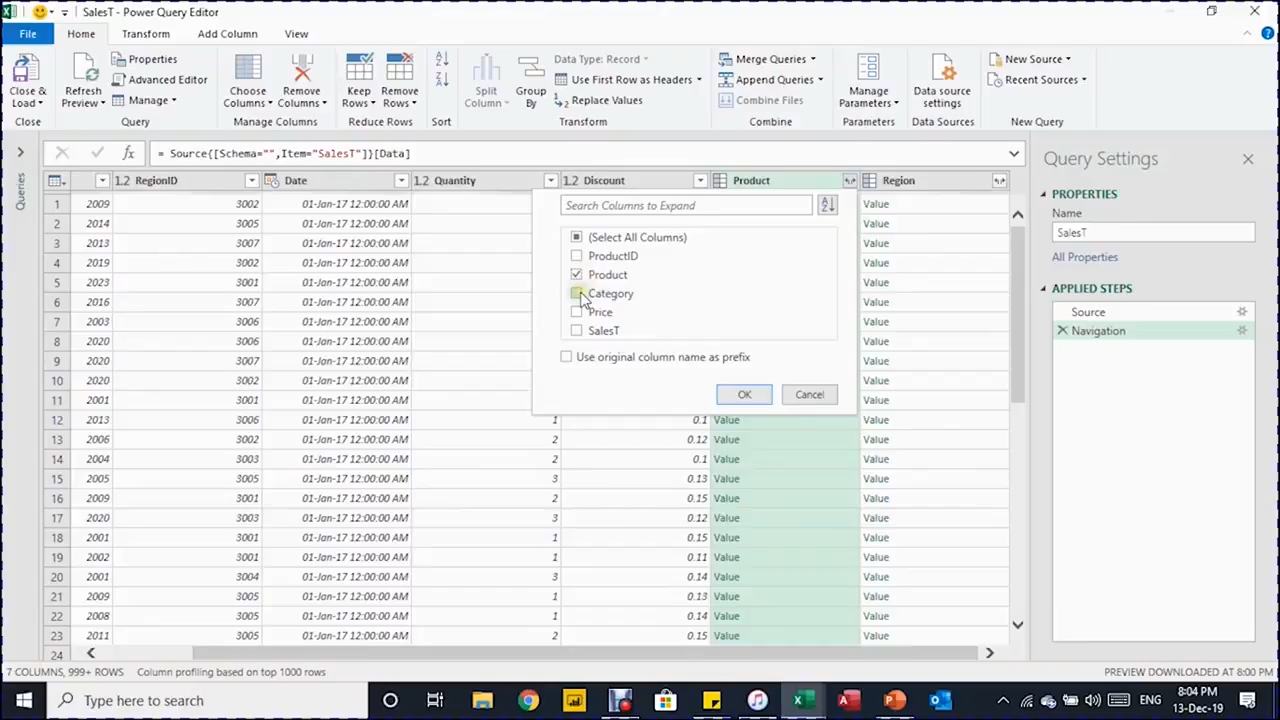 SalesT - Power Query Editor
File Home Transform Add Column View
Close & Load
Refresh Preview
Properties
Advanced Editor
Manage
Choose Columns
Remove Columns
Keep Rows
Remove Rows
Split Column
Group By
Data Type: Record
Use First Row as Headers
Replace Values
Merge Queries
Append Queries
Combine Files
Manage Parameters
Data source settings
New Source
Recent Sources
Close Query Manage Columns Reduce Rows Sort Transform Combine Parameters Data Sources New Query
Queries
fx = Source{[Schema="",Item="SalesT"]}[Data]
1.2 RegionID Date 1.2 Quantity 1.2 Discount Product Region
1 2009 3002 01-Jan-17 12:00:00 AM Value
2 2014 3005 01-Jan-17 12:00:00 AM Value
3 2013 3007 01-Jan-17 12:00:00 AM Value
4 2019 3002 01-Jan-17 12:00:00 AM Value
5 2023 3001 01-Jan-17 12:00:00 AM Value
6 2016 3007 01-Jan-17 12:00:00 AM Value
7 2003 3006 01-Jan-17 12:00:00 AM Value
8 2020 3006 01-Jan-17 12:00:00 AM Value
9 2020 3007 01-Jan-17 12:00:00 AM Value
10 2020 3002 01-Jan-17 12:00:00 AM Value
11 2001 3001 01-Jan-17 12:00:00 AM Value
12 2013 3006 01-Jan-17 12:00:00 AM 1 0.1 Value Value
13 2006 3002 01-Jan-17 12:00:00 AM 2 0.12 Value Value
14 2004 3003 01-Jan-17 12:00:00 AM 2 0.1 Value Value
15 2005 3005 01-Jan-17 12:00:00 AM 3 0.13 Value Value
16 2009 3001 01-Jan-17 12:00:00 AM 2 0.15 Value Value
17 2020 3003 01-Jan-17 12:00:00 AM 3 0.12 Value Value
18 2001 3001 01-Jan-17 12:00:00 AM 1 0.15 Value Value
19 2002 3001 01-Jan-17 12:00:00 AM 1 0.11 Value Value
20 2001 3004 01-Jan-17 12:00:00 AM 3 0.14 Value Value
21 2009 3005 01-Jan-17 12:00:00 AM 1 0.13 Value Value
22 2008 3005 01-Jan-17 12:00:00 AM 1 0.14 Value Value
23 2011 3005 01-Jan-17 12:00:00 AM 2 0.15 Value Value
24
Search Columns to Expand
(Select All Columns)
ProductID
Product
Category
Price
SalesT
Use original column name as prefix
OK Cancel
Query Settings
PROPERTIES
Name
SalesT
All Properties
APPLIED STEPS
Source
Navigation
7 COLUMNS, 999+ ROWS Column profiling based on top 1000 rows PREVIEW DOWNLOADED AT 8:00 PM
Type here to search
ENG
8:04 PM
13-Dec-19